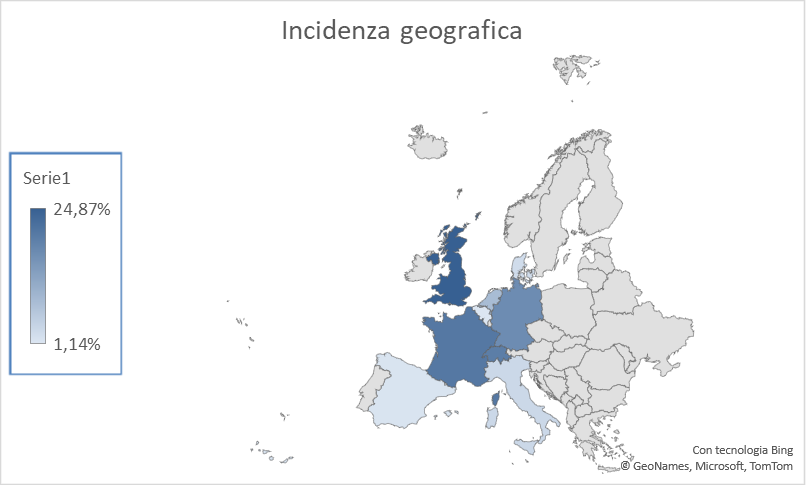 Incidenza geografica
Serie1
24,87%
1,14%
Con tecnologia Bing
© GeoNames, Microsoft, TomTom